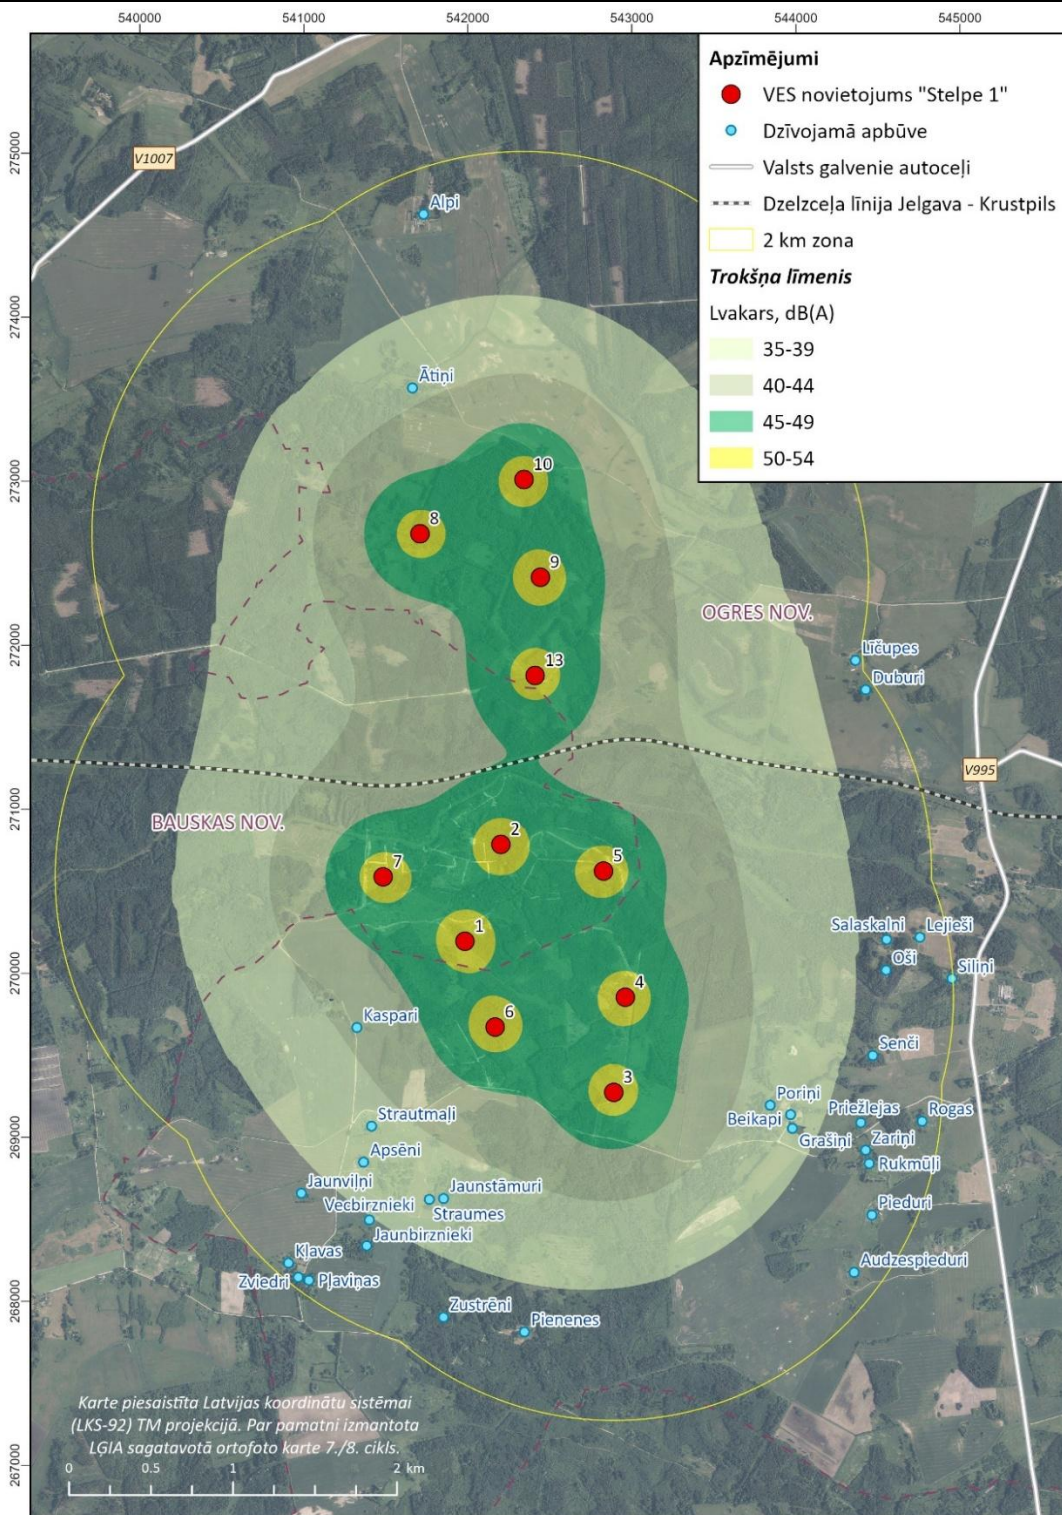 540000
541000
542000
543000
544000
545000
275000
274000
273000
272000
271000
270000
269000
268000
267000
Apzīmējumi
VES novietojums "Stelpe 1"
Dzīvojamā apbūve
Valsts galvenie autoceļi
Dzelzceļa līnija Jelgava - Krustpils
2 km zona
Trokšņa līmenis
Lvakars, dB(A)
35-39
40-44
45-49
50-54
V1007
Alpi
Ātiņi
10
8
9
OGRES NOV.
13
Līčupes
Duburi
V995
BAUSKAS NOV.
2
7
5
1
Salaskalni
Lejieši
Oši
Siliņi
4
6
Kaspari
Senči
3
Poriņi
Beikapi
Priežlejas
Rogas
Grašiņi
Zariņi
Rukmūļi
Strautmaļi
Apsēni
Jaunviļņi
Jaunstāmuri
Vecbirznieki
Straumes
Pieduri
Jaunbirznieki
Kļavas
Audzespieduri
Zviedri
Pļaviņas
Zustrēni
Pienenes
Karte piesaistīta Latvijas koordinātu sistēmai
(LKS-92) TM projekcijā. Par pamatni izmantota
LĢIA sagatavotā ortofoto karte 7./8. cikls.
0 0.5 1 2 km